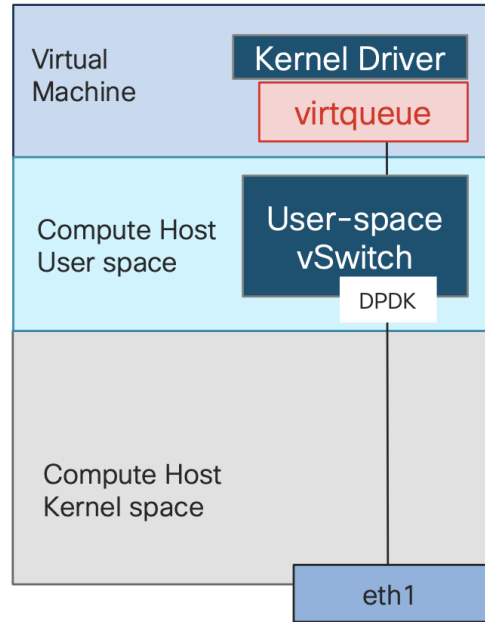 Virtual
Machine
Kernel Driver
virtqueue
Compute Host
User space
User-space
vSwitch
DPDK
Compute Host
Kernel space
eth1